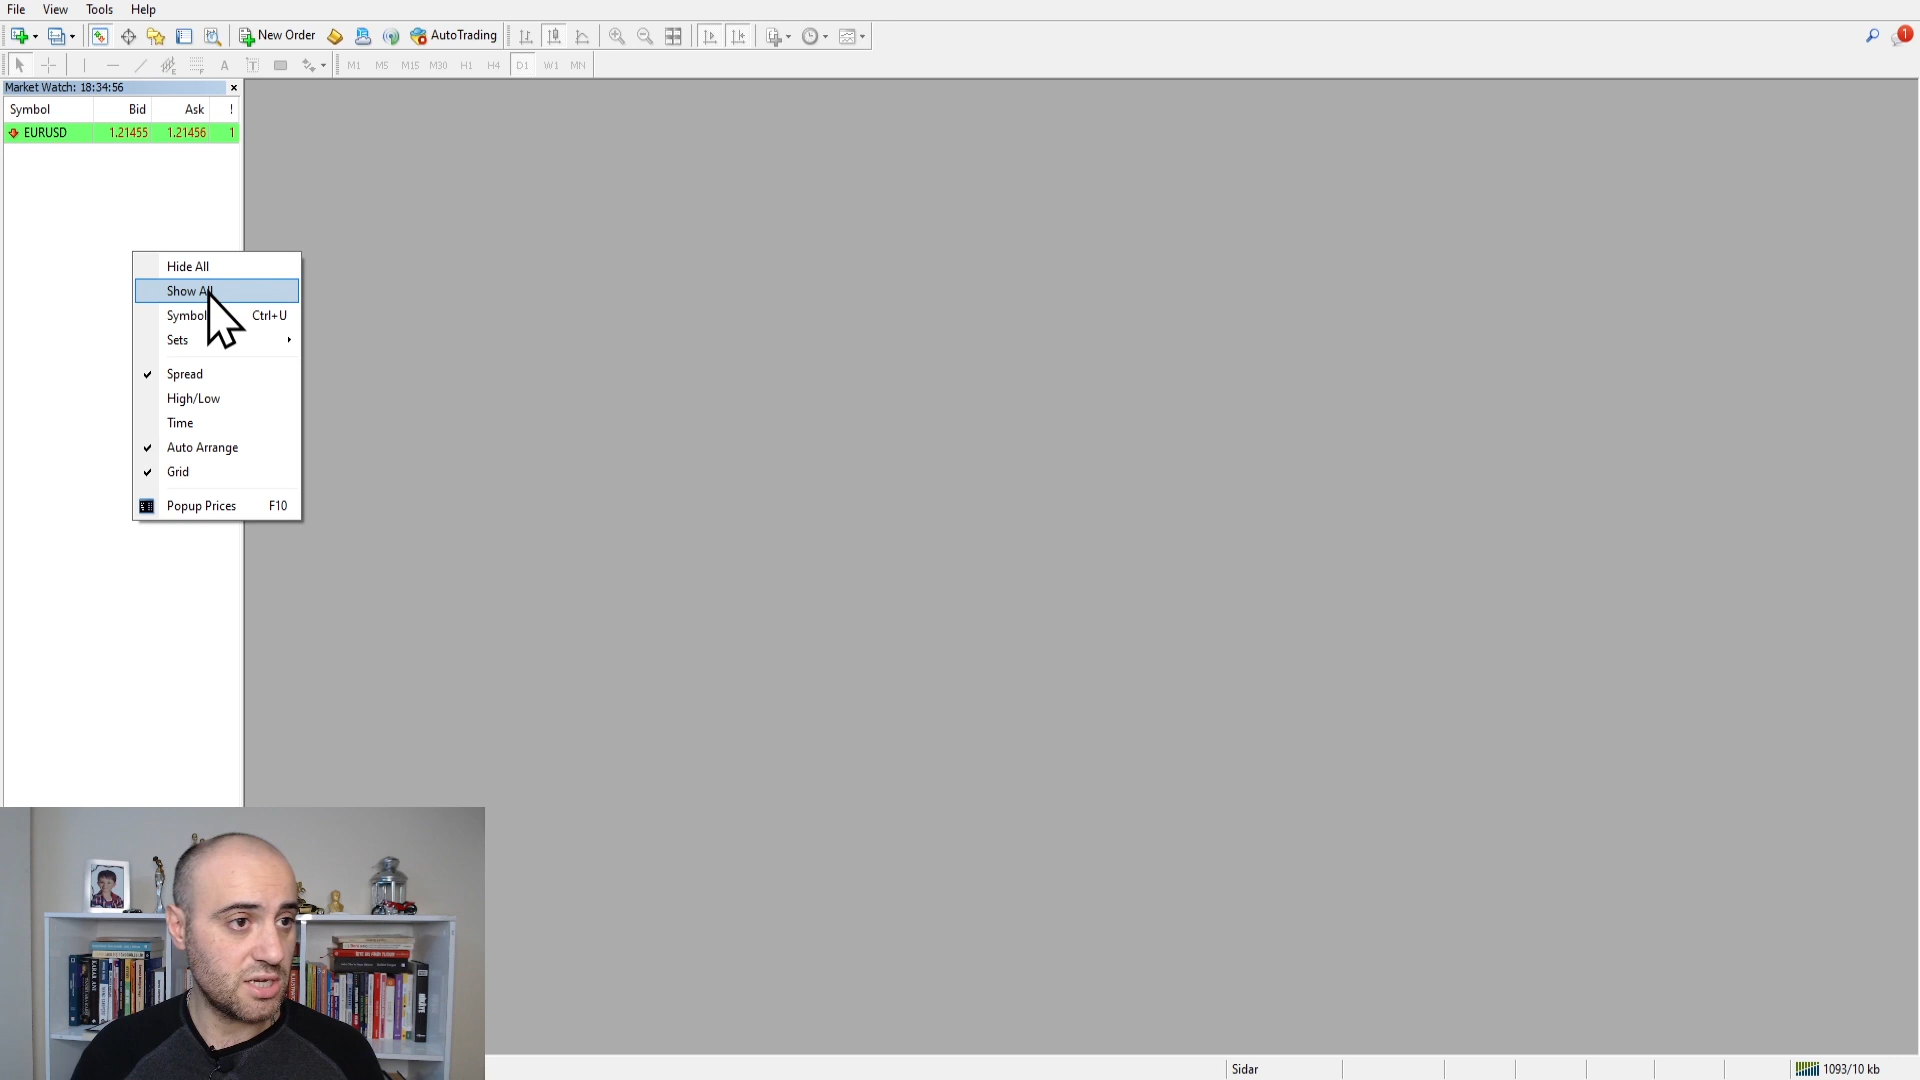 File View Tools Help
New Order AutoTrading
A T M1 M5 M15 M30 H1 H4 D1 W1 MN
Market Watch: 18:34:56
Symbol Bid Ask !
EURUSD 1.21455 1.21456 1
Hide All
Show All
Symbol Ctrl+U
Sets
Spread
High/Low
Time
Auto Arrange
Grid
Popup Prices F10
1
Sidar
1093/10 kb